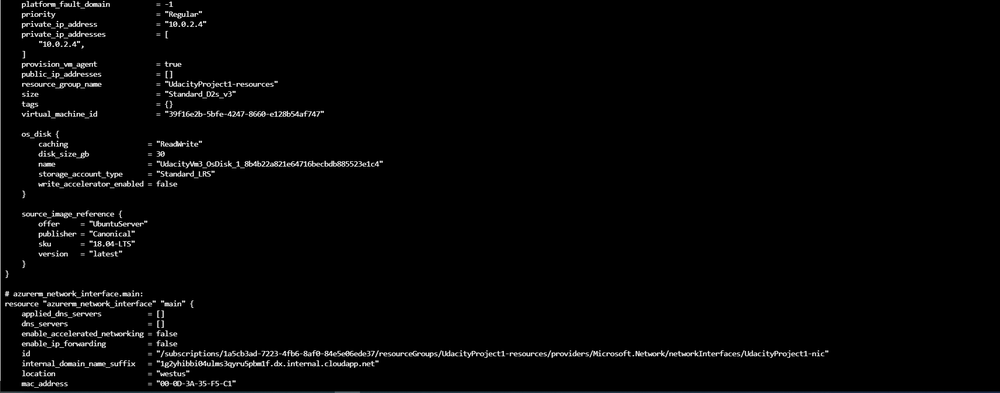 platform_fault_domain           = -1
    priority                        = "Regular"
    private_ip_address              = "10.0.2.4"
    private_ip_addresses            = [
        "10.0.2.4",
    ]
    provision_vm_agent              = true
    public_ip_addresses             = []
    resource_group_name             = "UdacityProject1-resources"
    size                            = "Standard_D2s_v3"
    tags                            = {}
    virtual_machine_id              = "39f16e2b-5bfe-4247-8660-e128b54af747"

    os_disk {
        caching                   = "ReadWrite"
        disk_size_gb              = 30
        name                      = "UdacityVm3_OsDisk_1_8b4b22a821e64716becbdb885523e1c4"
        storage_account_type      = "Standard_LRS"
        write_accelerator_enabled = false
    }

    source_image_reference {
        offer     = "UbuntuServer"
        publisher = "Canonical"
        sku       = "18.04-LTS"
        version   = "latest"
    }
}

# azurerm_network_interface.main:
resource "azurerm_network_interface" "main" {
    applied_dns_servers           = []
    dns_servers                   = []
    enable_accelerated_networking = false
    enable_ip_forwarding          = false
    id                            = "/subscriptions/1a5cb3ad-7223-4fb6-8af0-84e5e06ede37/resourceGroups/UdacityProject1-resources/providers/Microsoft.Network/networkInterfaces/UdacityProject1-nic"
    internal_domain_name_suffix   = "1g2yhibbi04ulms3qyru5pbm1f.dx.internal.cloudapp.net"
    location                      = "westus"
    mac_address                   = "00-0D-3A-35-F5-C1"